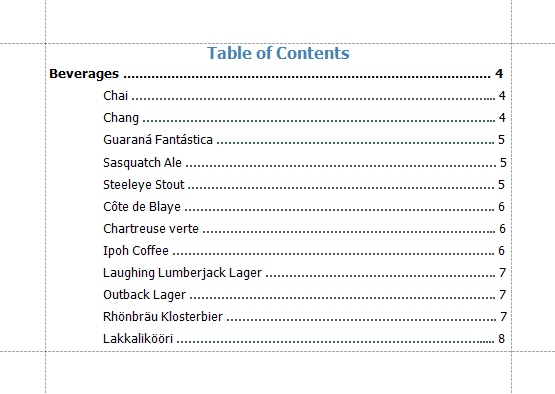 Table of Contents
Beverages ........................................................................................ 4
Chai ........................................................................................ 4
Chang ..................................................................................... 4
Guaraná Fantástica .................................................................. 5
Sasquatch Ale .......................................................................... 5
Steeleye Stout .......................................................................... 5
Côte de Blaye .......................................................................... 6
Chartreuse verte ...................................................................... 6
Ipoh Coffee .............................................................................. 6
Laughing Lumberjack Lager ...................................................... 7
Outback Lager ......................................................................... 7
Rhönbräu Klosterbier ................................................................ 7
Lakkalikööri .............................................................................. 8